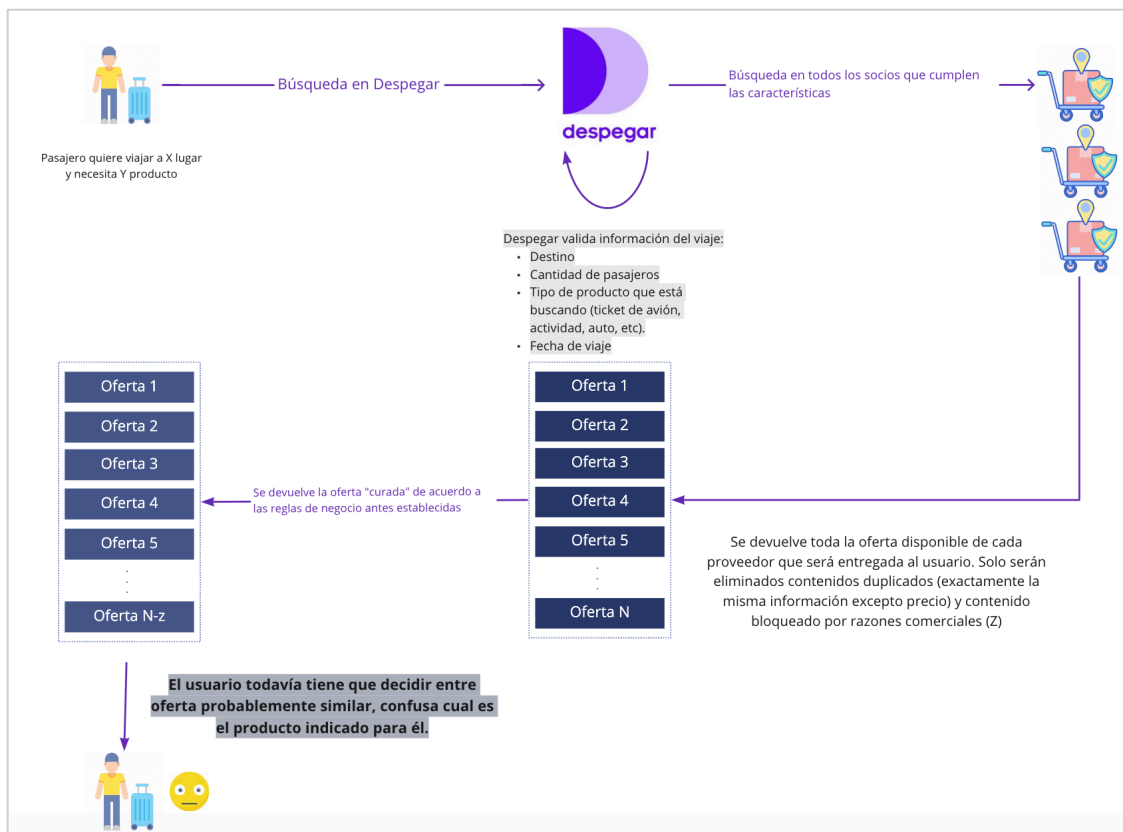 Búsqueda en Despegar
despegar
Búsqueda en todos los socios que cumplen
las características
Pasajero quiere viajar a X lugar
y necesita Y producto
Despegar valida información del viaje:
• Destino
• Cantidad de pasajeros
• Tipo de producto que está
buscando (ticket de avión,
actividad, auto, etc).
• Fecha de viaje
Oferta 1
Oferta 2
Oferta 3
Oferta 4
Oferta 5
.
.
.
Oferta N
Se devuelve toda la oferta disponible de cada
proveedor que será entregada al usuario. Solo serán
eliminados contenidos duplicados (exactamente la
misma información excepto precio) y contenido
bloqueado por razones comerciales (Z)
Se devuelve la oferta "curada" de acuerdo a
las reglas de negocio antes establecidas
Oferta 1
Oferta 2
Oferta 3
Oferta 4
Oferta 5
.
.
.
Oferta N-z
El usuario todavía tiene que decidir entre
oferta probablemente similar, confusa cual es
el producto indicado para él.